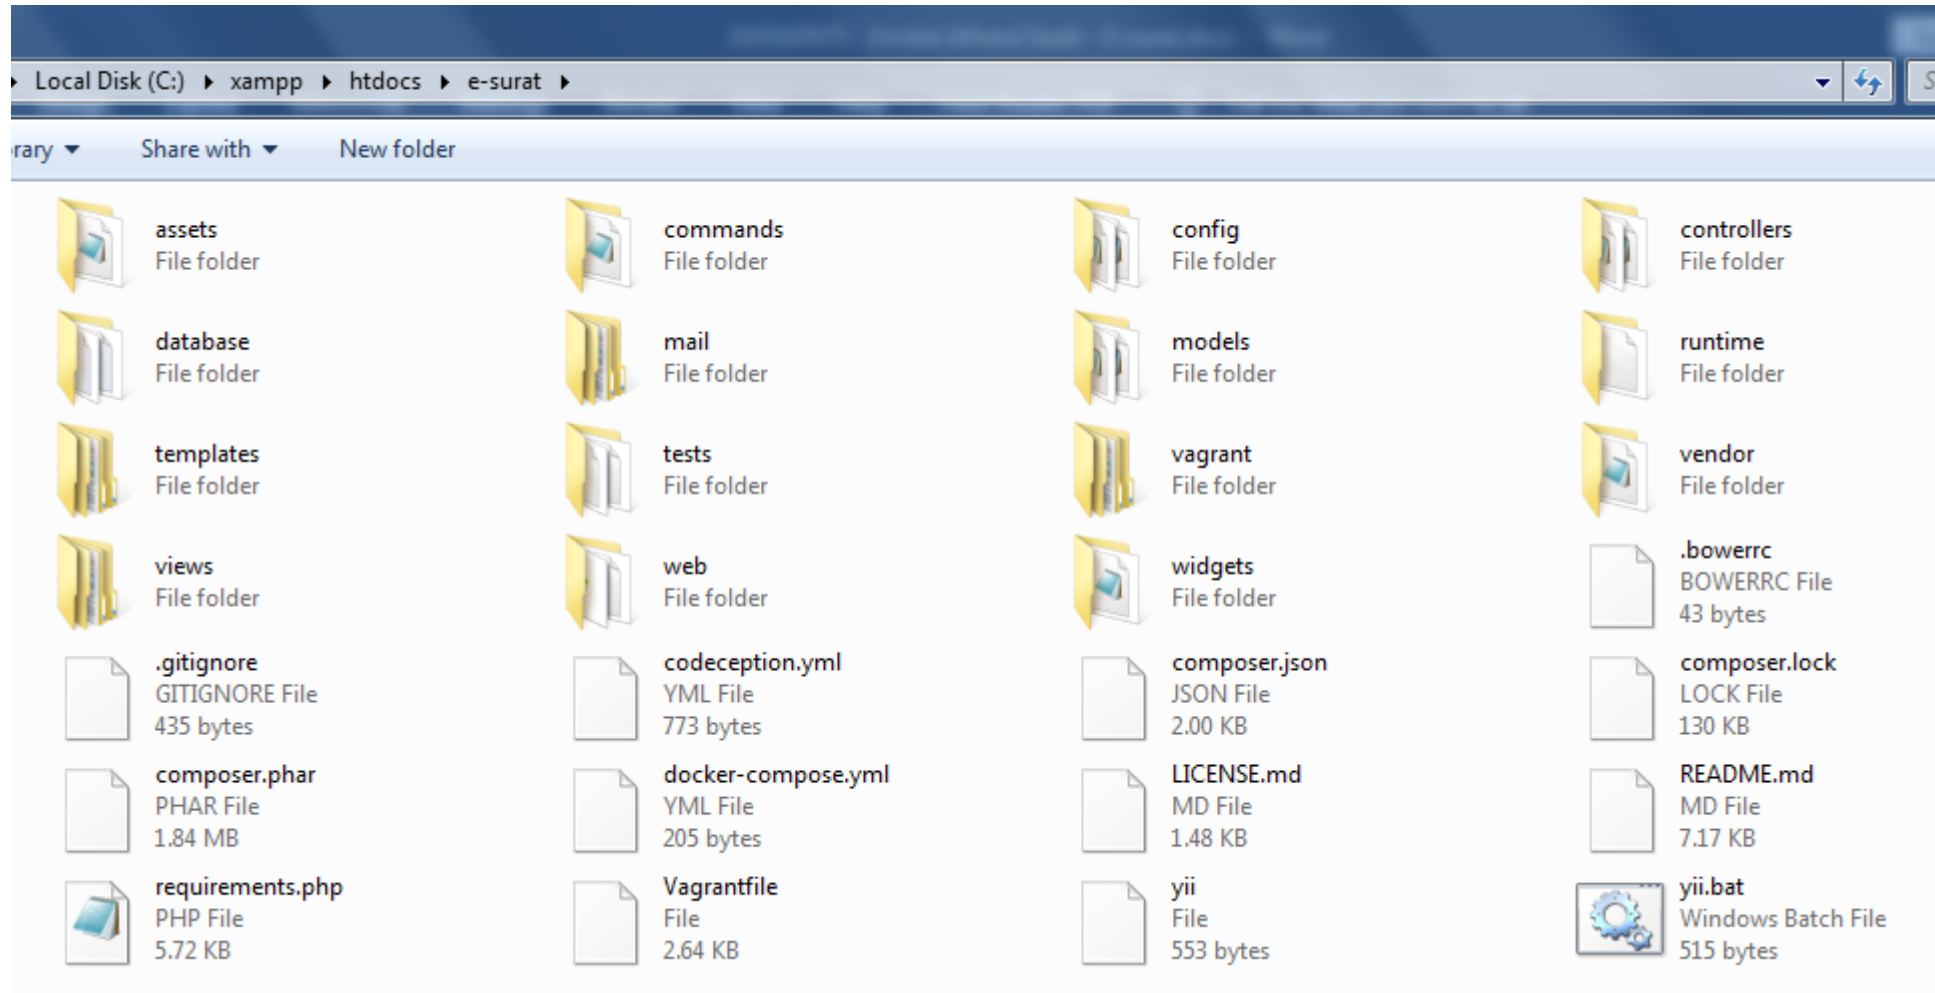 Local Disk (C:) xampp htdocs e-surat
rary Share with New folder
assets
File folder
commands
File folder
config
File folder
controllers
File folder
database
File folder
mail
File folder
models
File folder
runtime
File folder
templates
File folder
tests
File folder
vagrant
File folder
vendor
File folder
views
File folder
web
File folder
widgets
File folder
.bowerrc
BOWERRC File
43 bytes
.gitignore
GITIGNORE File
435 bytes
codeception.yml
YML File
773 bytes
composer.json
JSON File
2.00 KB
composer.lock
LOCK File
130 KB
composer.phar
PHAR File
1.84 MB
docker-compose.yml
YML File
205 bytes
LICENSE.md
MD File
1.48 KB
README.md
MD File
7.17 KB
requirements.php
PHP File
5.72 KB
Vagrantfile
File
2.64 KB
yii
File
553 bytes
yii.bat
Windows Batch File
515 bytes